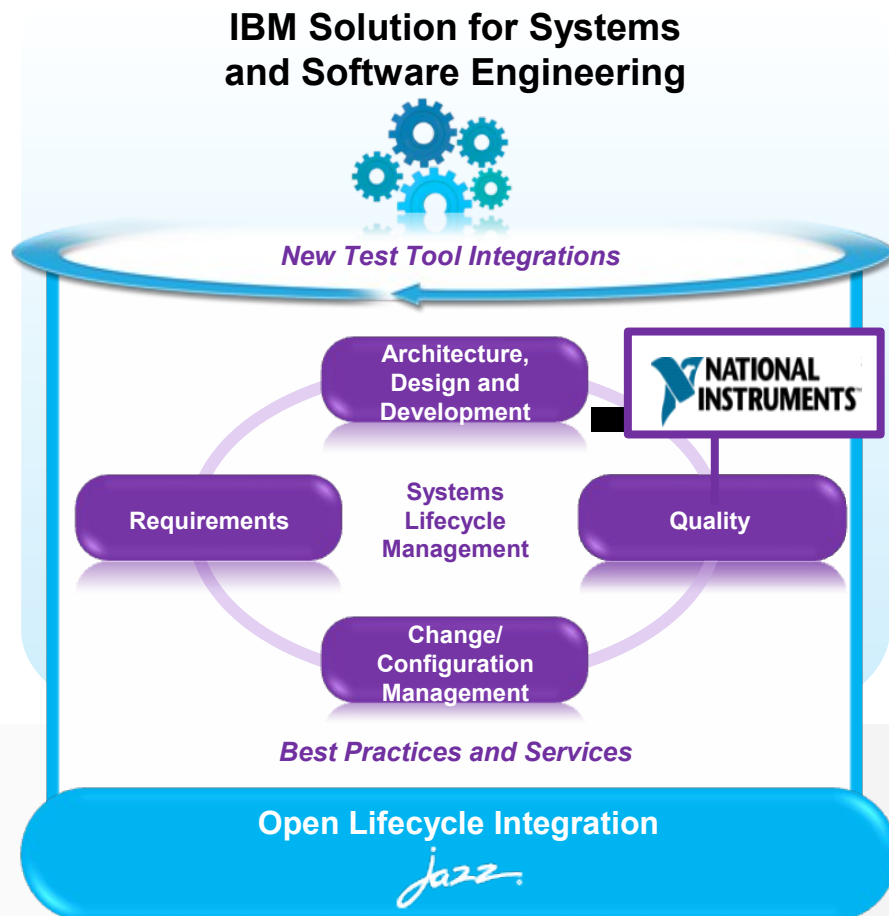 IBM Solution for Systems
and Software Engineering
New Test Tool Integrations
Architecture,
Design and
Development
NATIONAL
INSTRUMENTS™
Requirements
Systems
Lifecycle
Management
Quality
Change/
Configuration
Management
Best Practices and Services
Open Lifecycle Integration
jazz